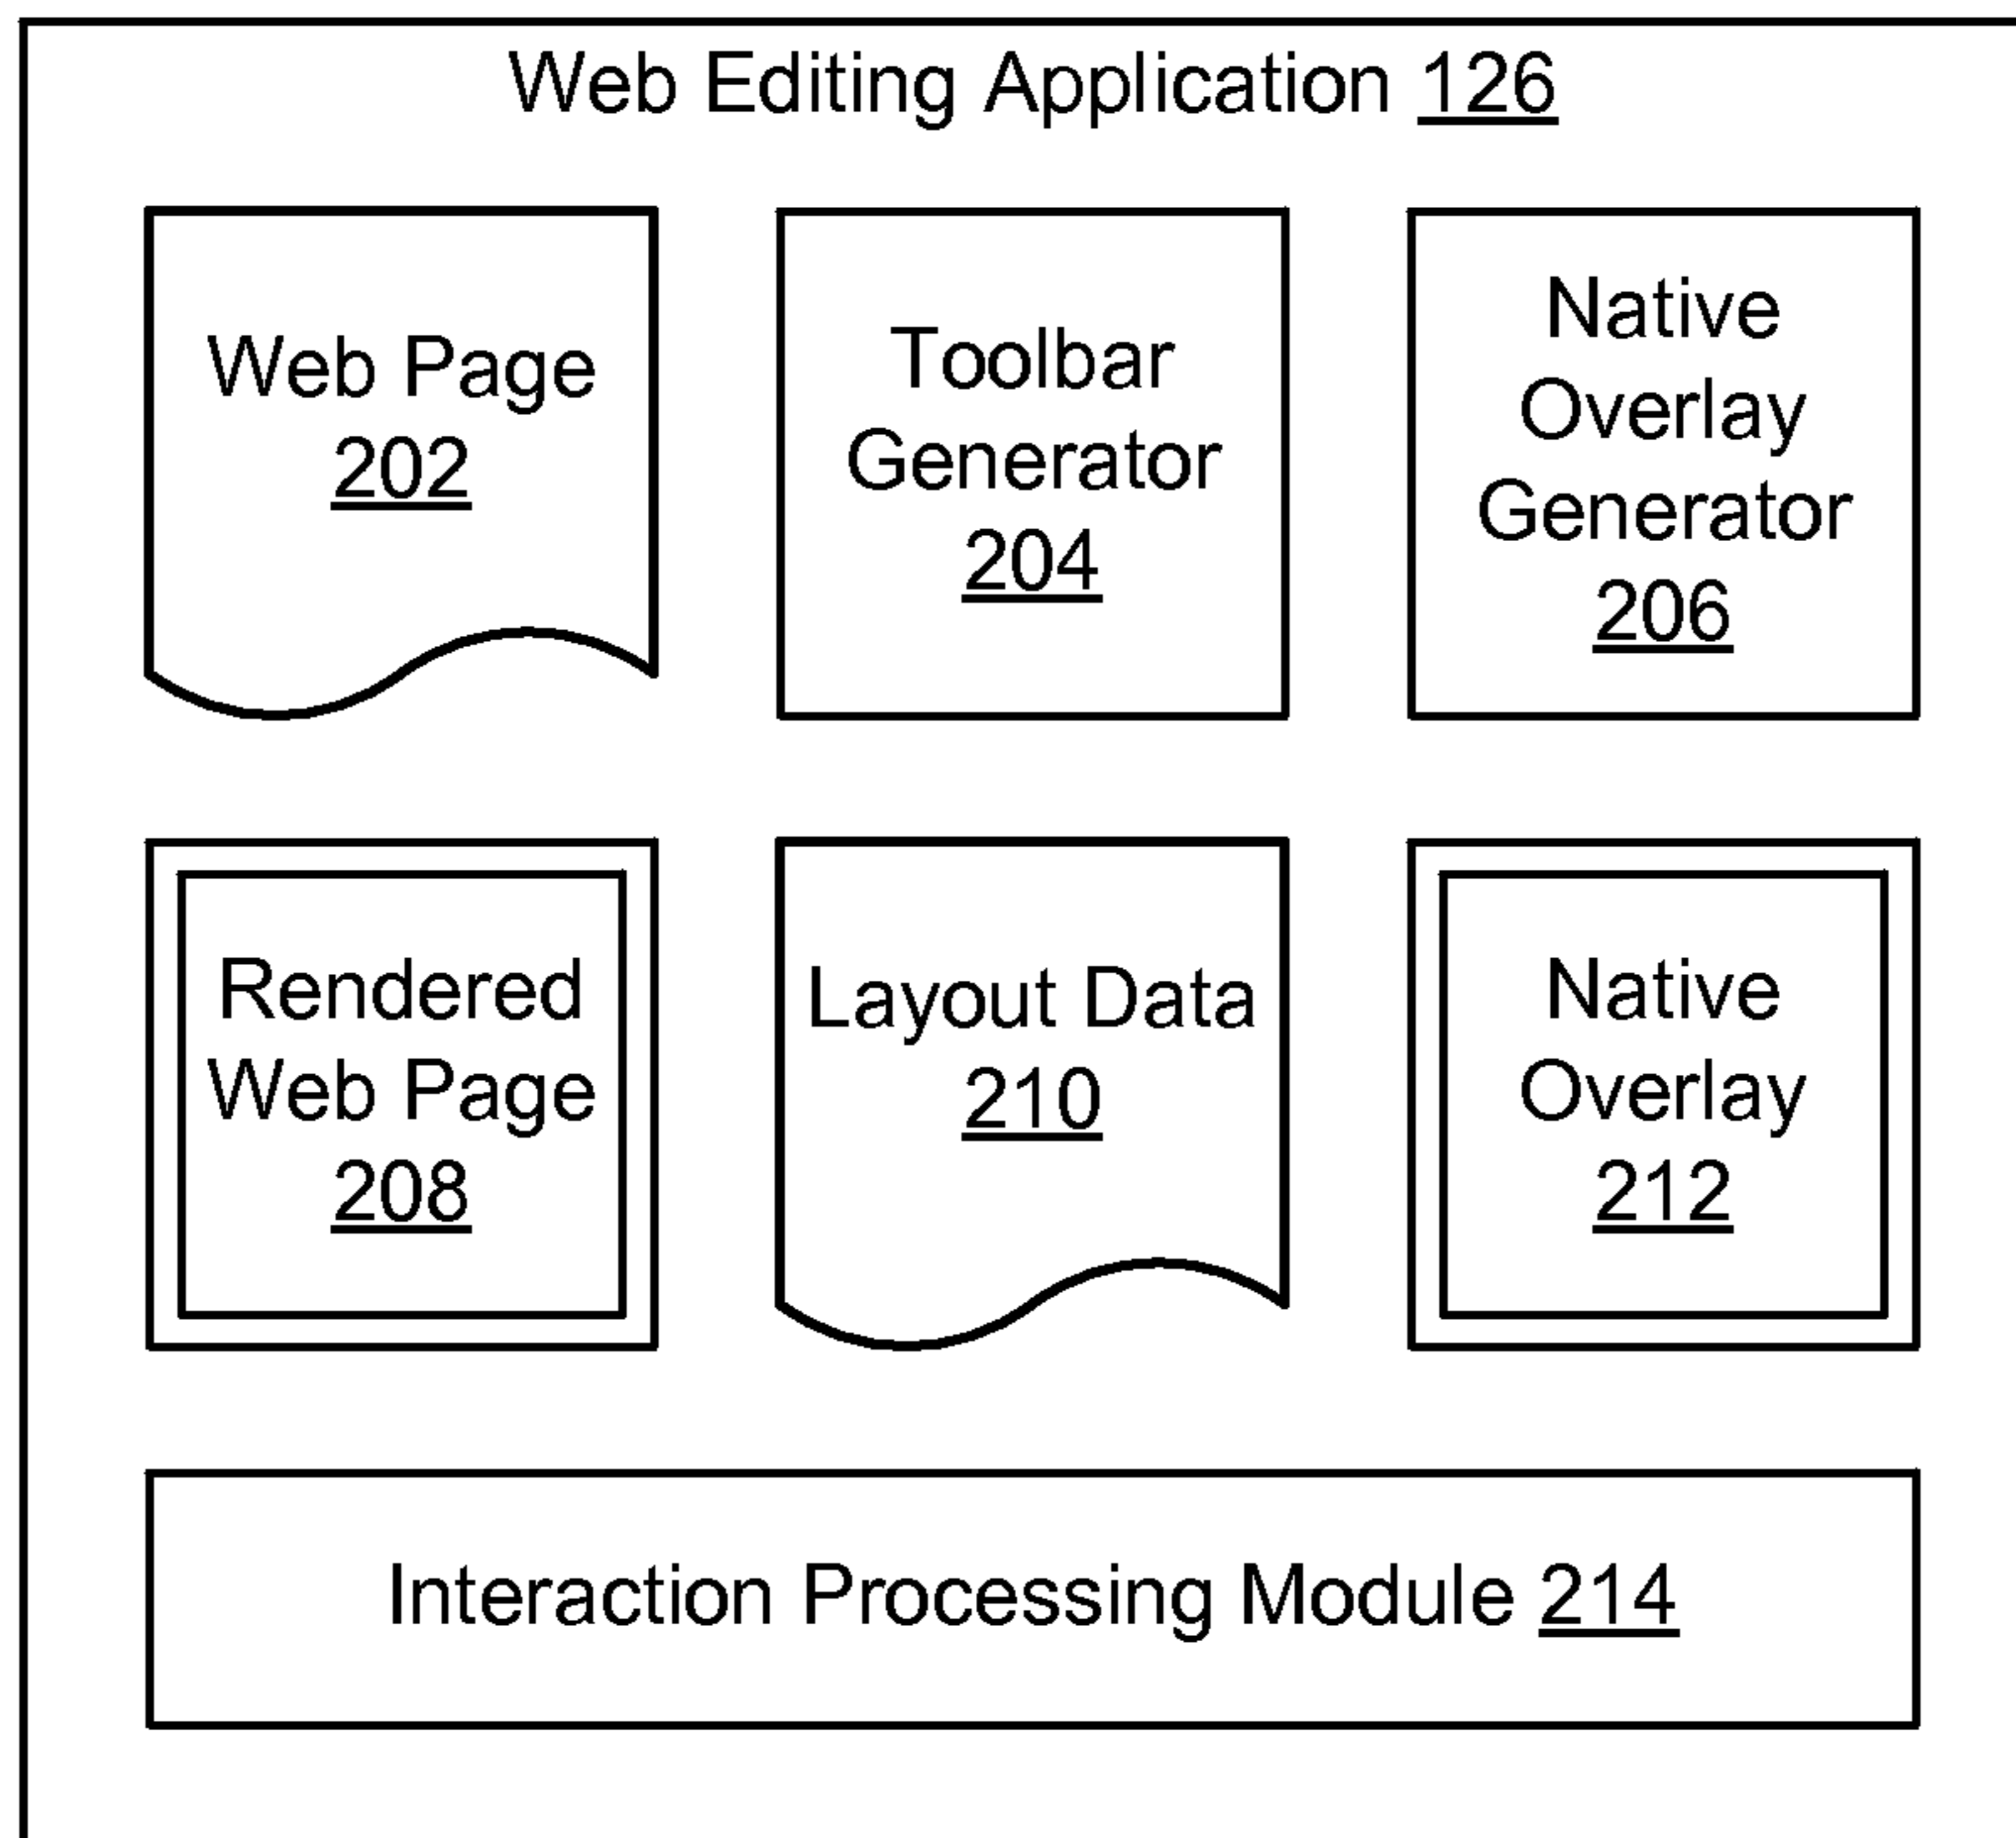 Web Editing Application 126
Web Page
202
Toolbar
Generator
204
Native
Overlay
Generator
206
Rendered
Web Page
208
Layout Data
210
Native
Overlay
212
Interaction Processing Module 214